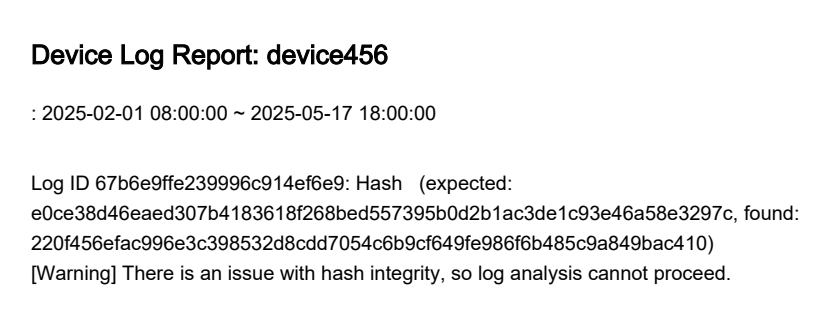 Device Log Report: device456
: 2025-02-01 08:00:00 ~ 2025-05-17 18:00:00
Log ID 67b6e9ffe239996c914ef6e9: Hash (expected:
e0ce38d46eaed307b4183618f268bed557395b0d2b1ac3de1c93e46a58e3297c, found:
220f456efac996e3c398532d8cdd7054c6b9cf649fe986f6b485c9a849bac410)
[Warning] There is an issue with hash integrity, so log analysis cannot proceed.